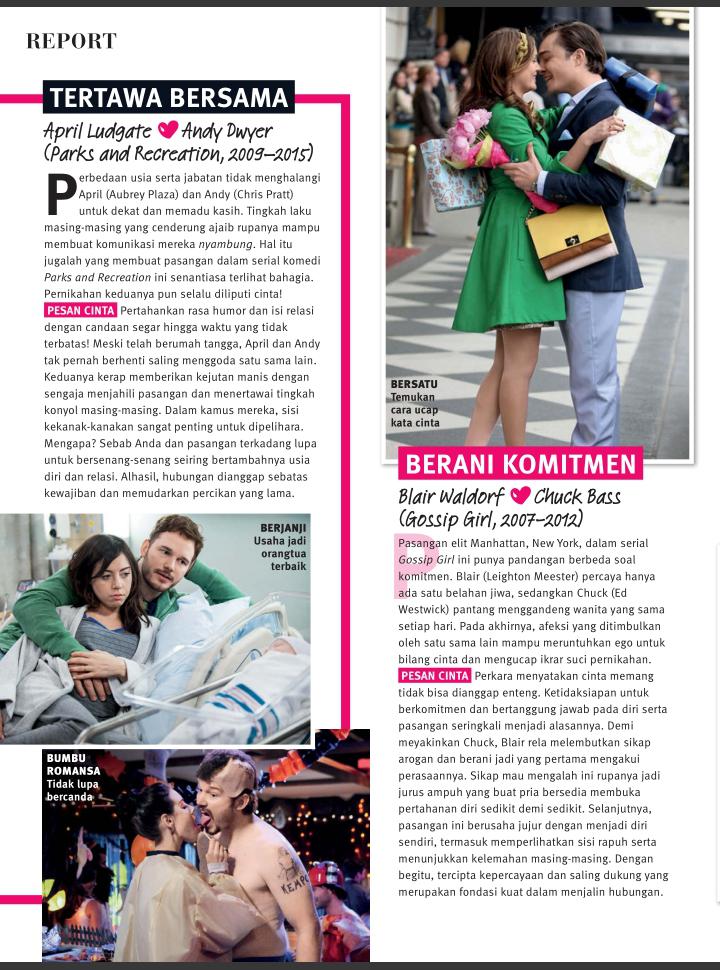 REPORT
TERTAWA BERSAMA
April Ludgate Andy Dwyer
(Parks and Recreation, 2009–2015)
Perbedaan usia serta jabatan tidak menghalangi
April (Aubrey Plaza) dan Andy (Chris Pratt)
untuk dekat dan memadu kasih. Tingkah laku
masing-masing yang cenderung ajaib rupanya mampu
membuat komunikasi mereka nyambung. Hal itu
jugalah yang membuat pasangan dalam serial komedi
Parks and Recreation ini senantiasa terlihat bahagia.
Pernikahan keduanya pun selalu diliputi cinta!
PESAN CINTA Pertahankan rasa humor dan isi relasi
dengan candaan segar hingga waktu yang tidak
terbatas! Meski telah berumah tangga, April dan Andy
tak pernah berhenti saling menggoda satu sama lain.
Keduanya kerap memberikan kejutan manis dengan
sengaja menjahili pasangan dan menertawai tingkah
konyol masing-masing. Dalam kamus mereka, sisi
kekanak-kanakan sangat penting untuk dipelihara.
Mengapa? Sebab Anda dan pasangan terkadang lupa
untuk bersenang-senang seiring bertambahnya usia
diri dan relasi. Alhasil, hubungan dianggap sebatas
kewajiban dan memudarkan percikan yang lama.
BERJANJI
Usaha jadi
orangtua
terbaik
BUMBU
ROMANSA
Tidak lupa
bercanda
KEMPO
BERSATU
Temukan
cara ucap
kata cinta
BERANI KOMITMEN
Blair Waldorf Chuck Bass
(Gossip Girl, 2007–2012)
P
Pasangan elit Manhattan, New York, dalam serial
Gossip Girl ini punya pandangan berbeda soal
komitmen. Blair (Leighton Meester) percaya hanya
ada satu belahan jiwa, sedangkan Chuck (Ed
Westwick) pantang menggandeng wanita yang sama
setiap hari. Pada akhirnya, afeksi yang ditimbulkan
oleh satu sama lain mampu meruntuhkan ego untuk
bilang cinta dan mengucap ikrar suci pernikahan.
PESAN CINTA Perkara menyatakan cinta memang
tidak bisa dianggap enteng. Ketidaksiapan untuk
berkomitmen dan bertanggung jawab pada diri serta
pasangan seringkali menjadi alasannya. Demi
meyakinkan Chuck, Blair rela melembutkan sikap
arogan dan berani jadi yang pertama mengakui
perasaannya. Sikap mau mengalah ini rupanya jadi
jurus ampuh yang buat pria bersedia membuka
pertahanan diri sedikit demi sedikit. Selanjutnya,
pasangan ini berusaha jujur dengan menjadi diri
sendiri, termasuk memperlihatkan sisi rapuh serta
menunjukkan kelemahan masing-masing. Dengan
begitu, tercipta kepercayaan dan saling dukung yang
merupakan fondasi kuat dalam menjalin hubungan.